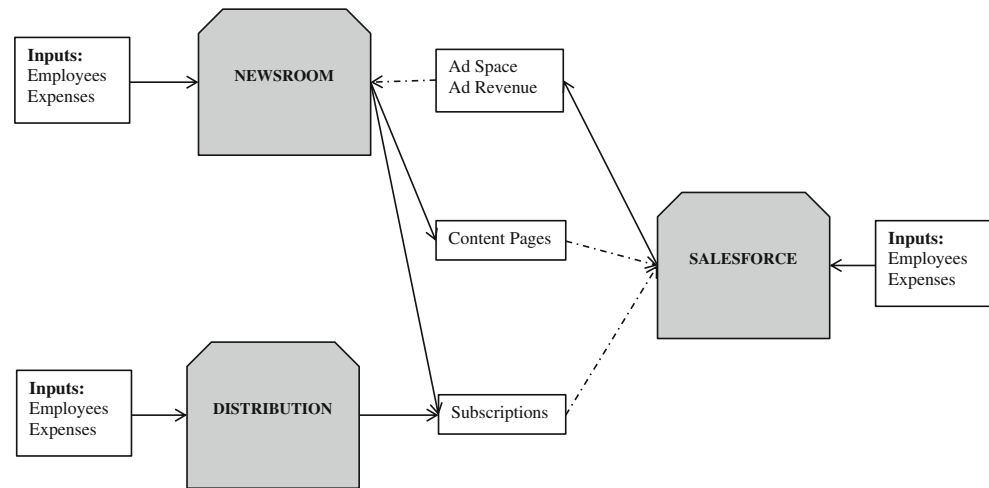 Inputs:
Employees
Expenses
NEWSROOM
Ad Space
Ad Revenue
Content Pages
SALESFORCE
Inputs:
Employees
Expenses
Inputs:
Employees
Expenses
DISTRIBUTION
Subscriptions